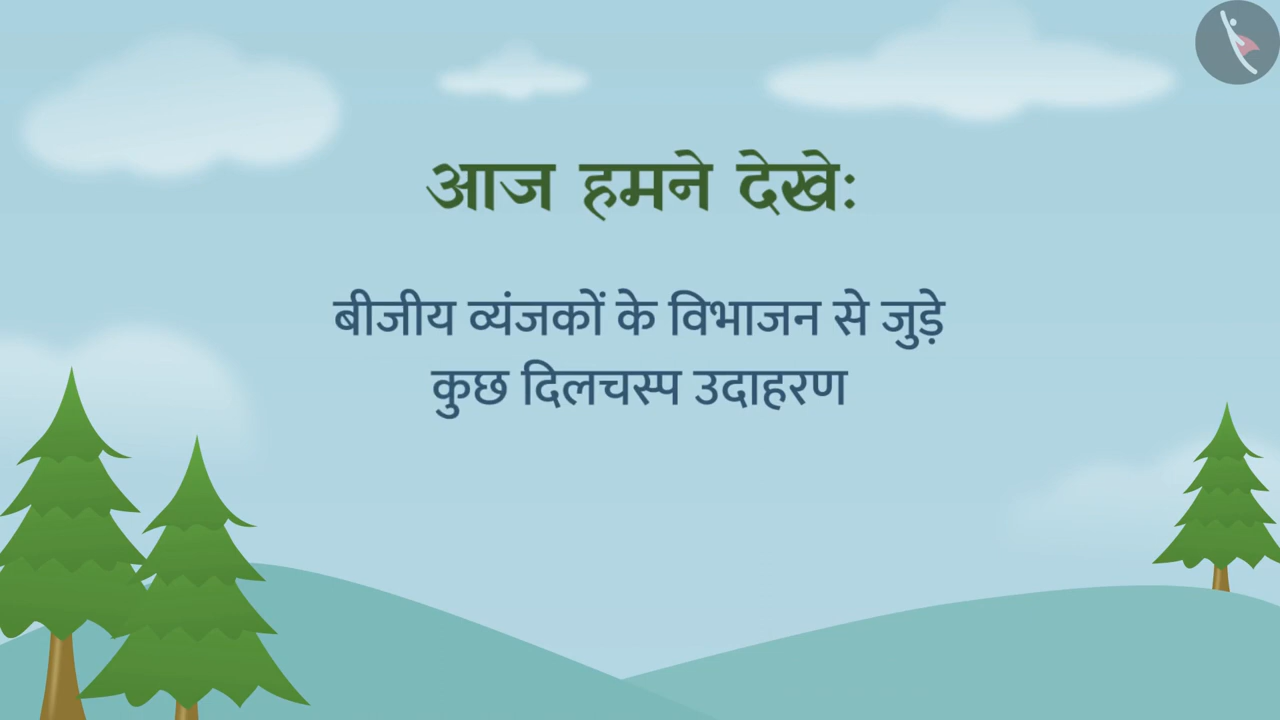 आज हमने देखे:
बीजीय व्यंजकों के विभाजन से जुड़े
कुछ दिलचस्प उदाहरण